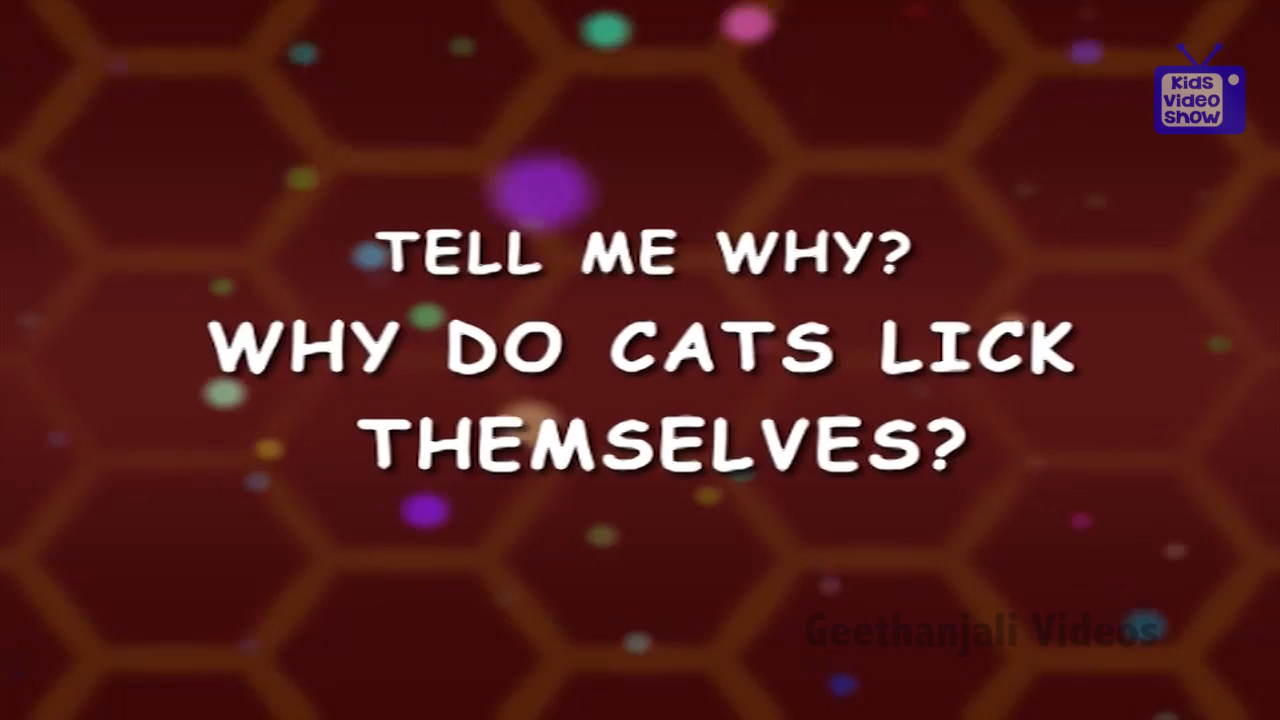 Kids
Video
Show
TELL ME WHY?
WHY DO CATS LICK
THEMSELVES?
Geethanjali Videos